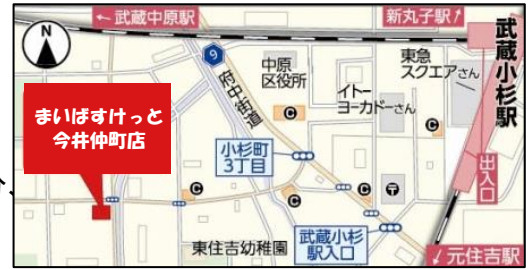 ←武蔵中原駅
新丸子駅↗
武蔵小杉駅
N
9
府中街道
中原
区役所
東急
スクエアさん
イトー
ヨーカドーさん
まいばすけっと
今井仲町店
小杉町
3丁目
出入口
C
C
C
C
C
〒
武蔵小杉
駅入口
東住吉幼稚園
↙元住吉駅